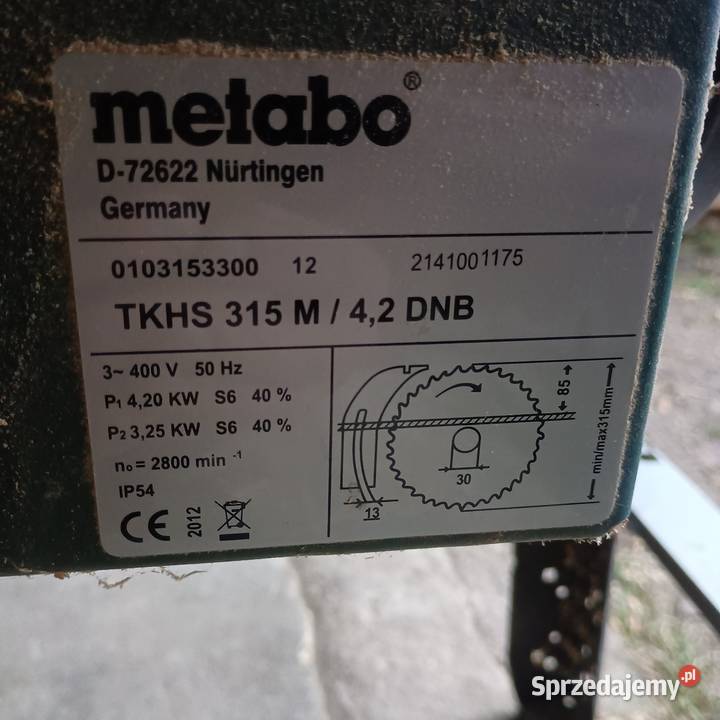 metabo®
D-72622 Nürtingen
Germany
0103153300 12 2141001175
TKHS 315 M / 4,2 DNB
3~ 400 V 50 Hz
P1 4,20 KW S6 40 %
P2 3,25 KW S6 40 %
no = 2800 min -1
IP54
CE 2012
85
min/max315mm
30
13
Sprzedajemy.pl